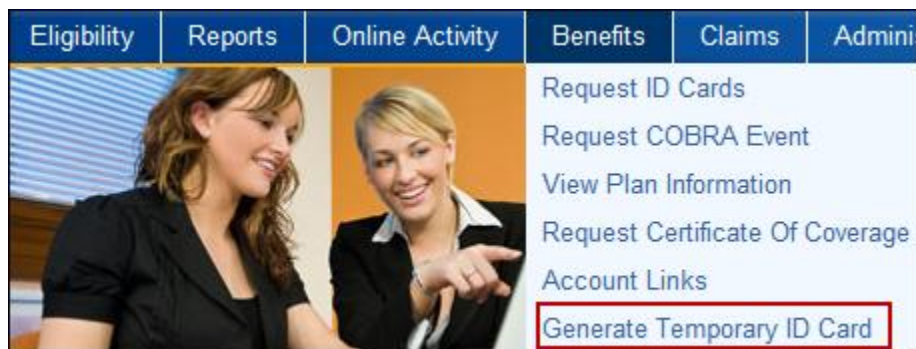 Eligibility Reports Online Activity Benefits Claims
Request ID Cards
Request COBRA Event
View Plan Information
Request Certificate Of Coverage
Account Links
Generate Temporary ID Card